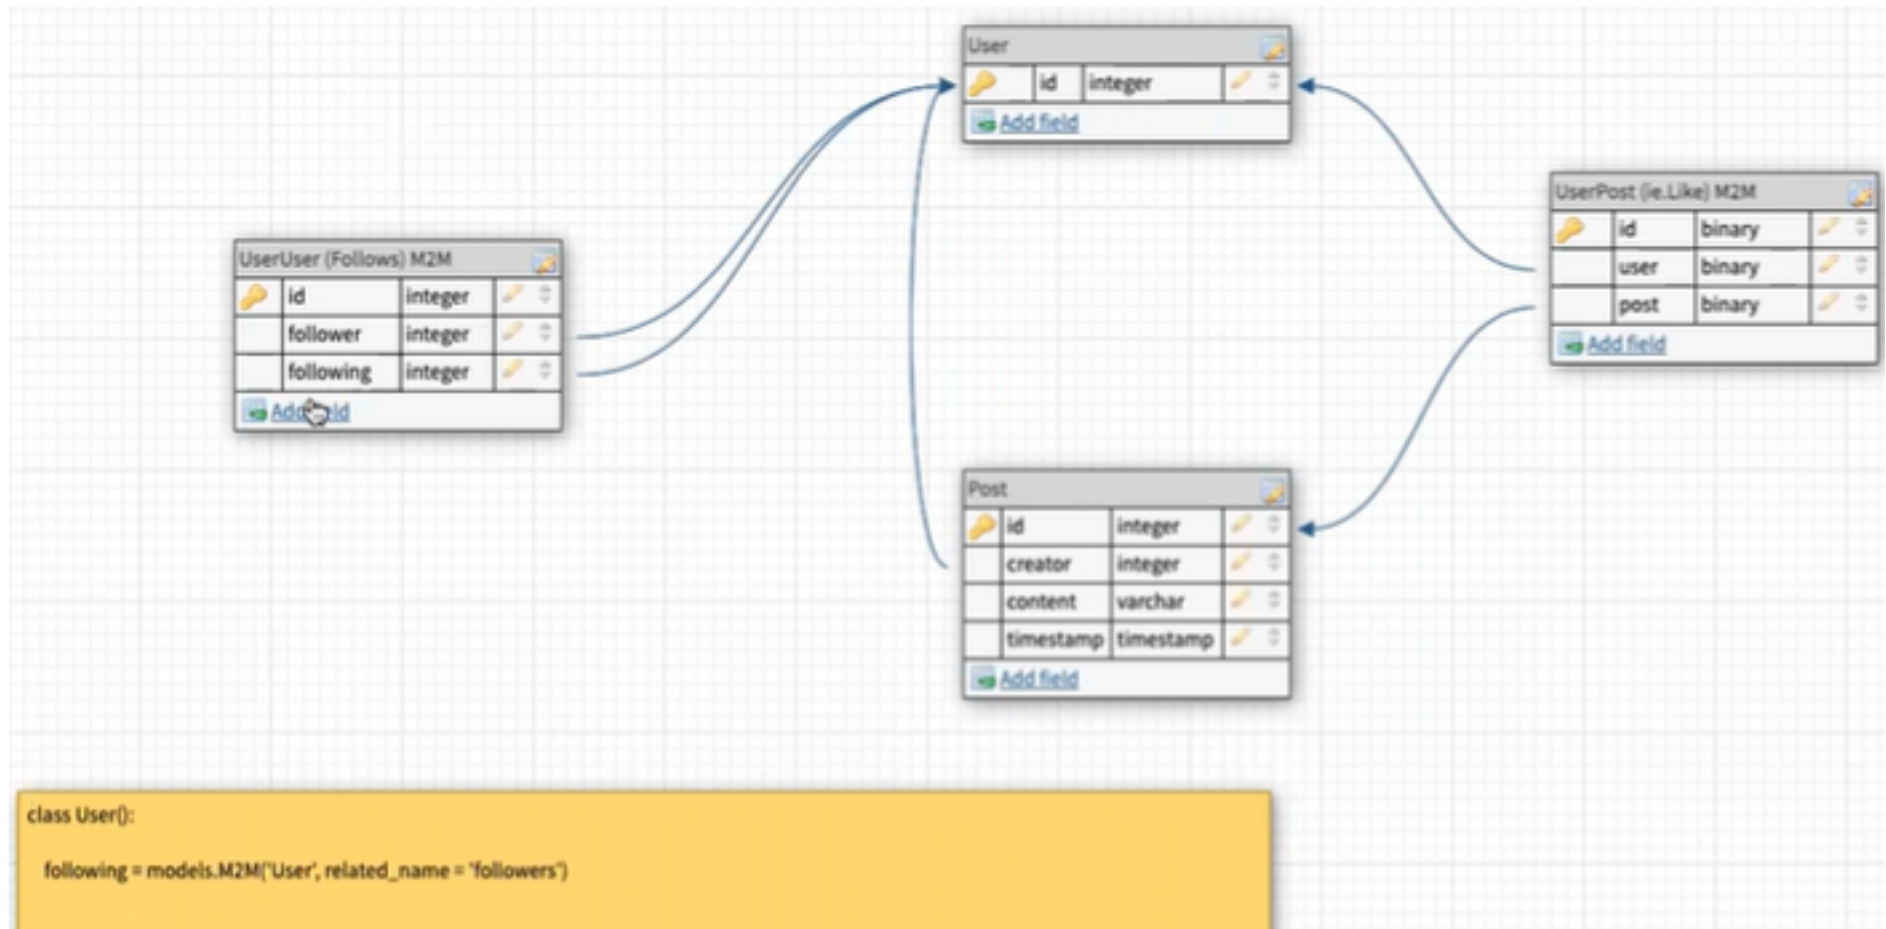 User
id integer
Add field
UserPost (ie.Like) M2M
id binary
user binary
post binary
Add field
UserUser (Follows) M2M
id integer
follower integer
following integer
Add field
Post
id integer
creator integer
content varchar
timestamp timestamp
Add field
class User():
following = models.M2M('User', related_name = 'followers')